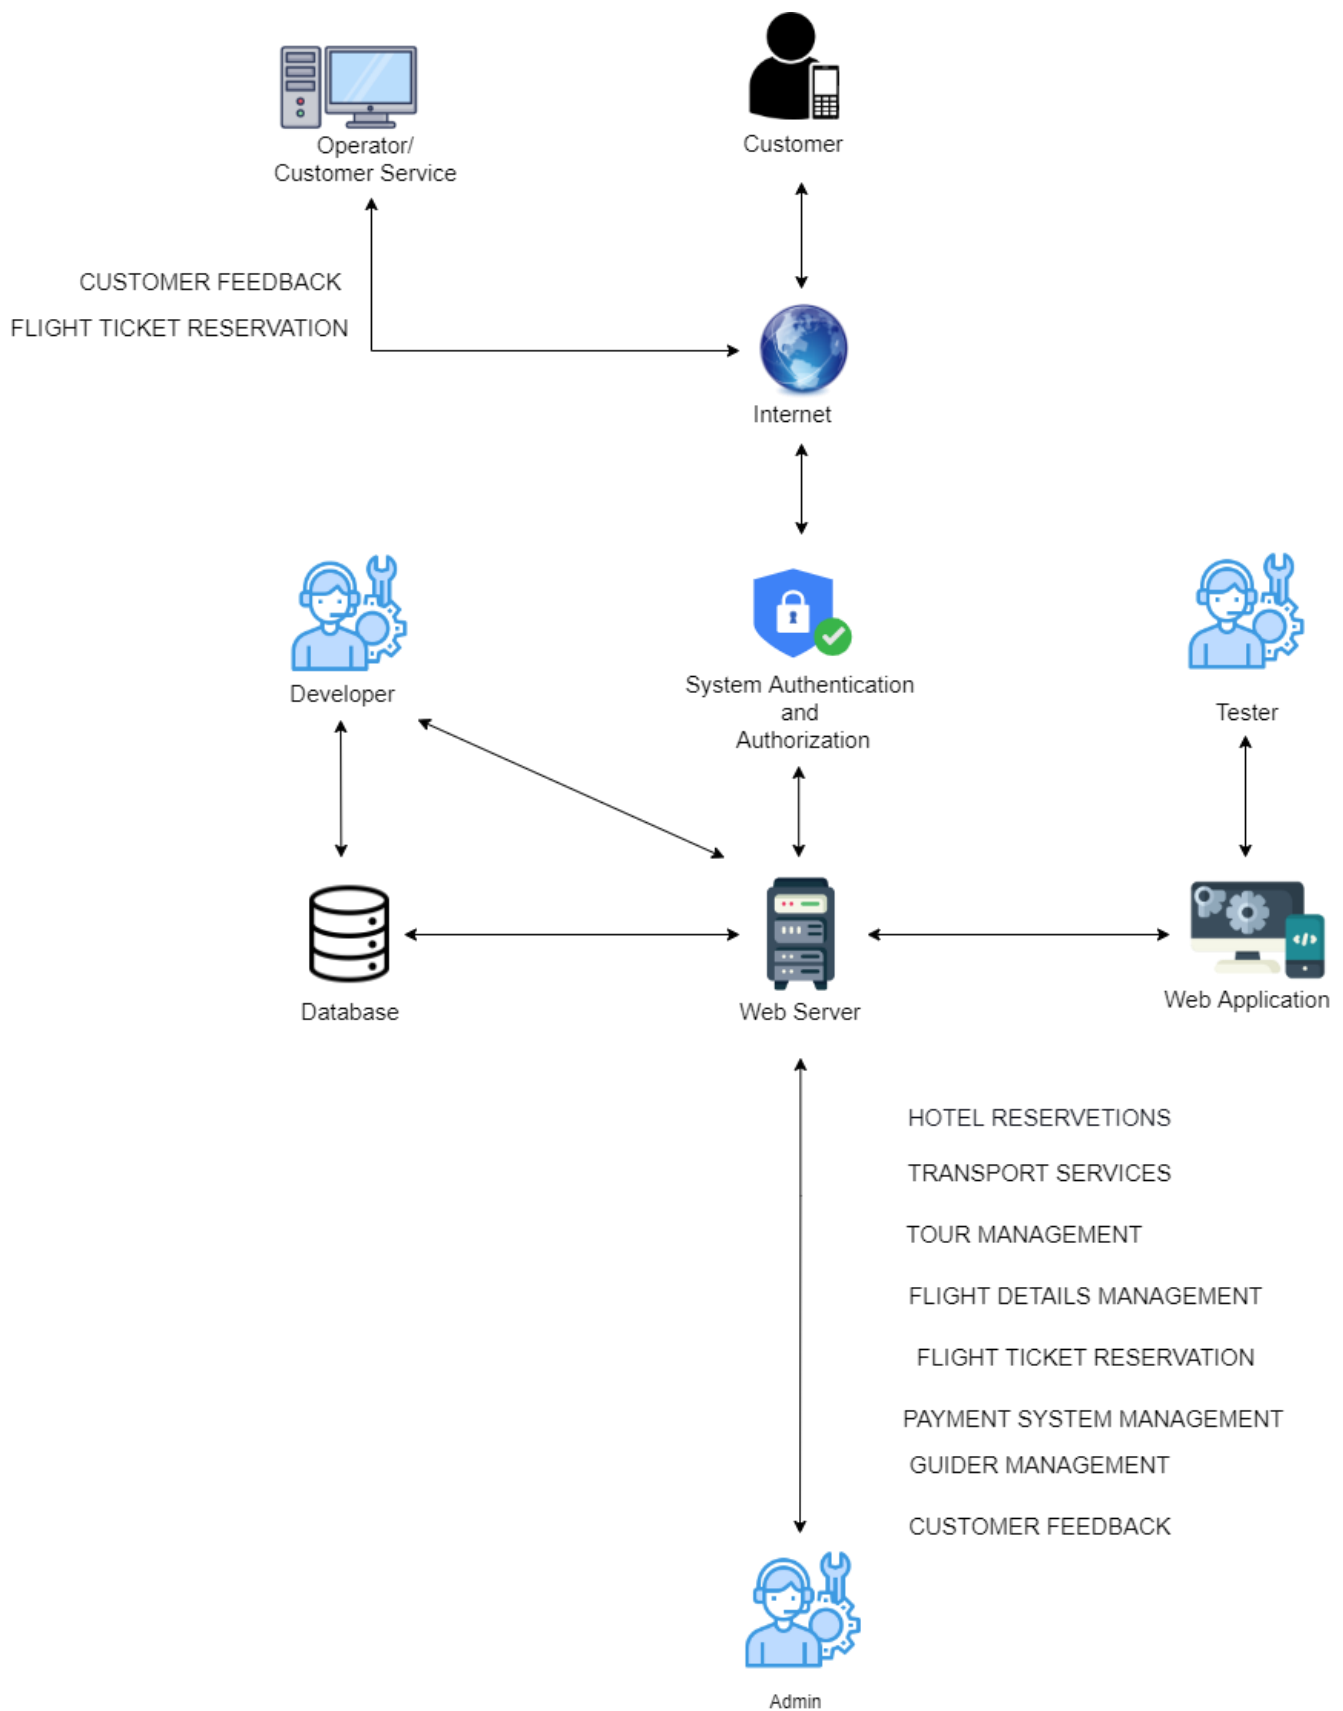 Operator/
Customer Service
Customer
CUSTOMER FEEDBACK
FLIGHT TICKET RESERVATION
Internet
Developer
System Authentication
and
Authorization
Tester
Database
Web Server
Web Application
HOTEL RESERVETIONS
TRANSPORT SERVICES
TOUR MANAGEMENT
FLIGHT DETAILS MANAGEMENT
FLIGHT TICKET RESERVATION
PAYMENT SYSTEM MANAGEMENT
GUIDER MANAGEMENT
CUSTOMER FEEDBACK
Admin